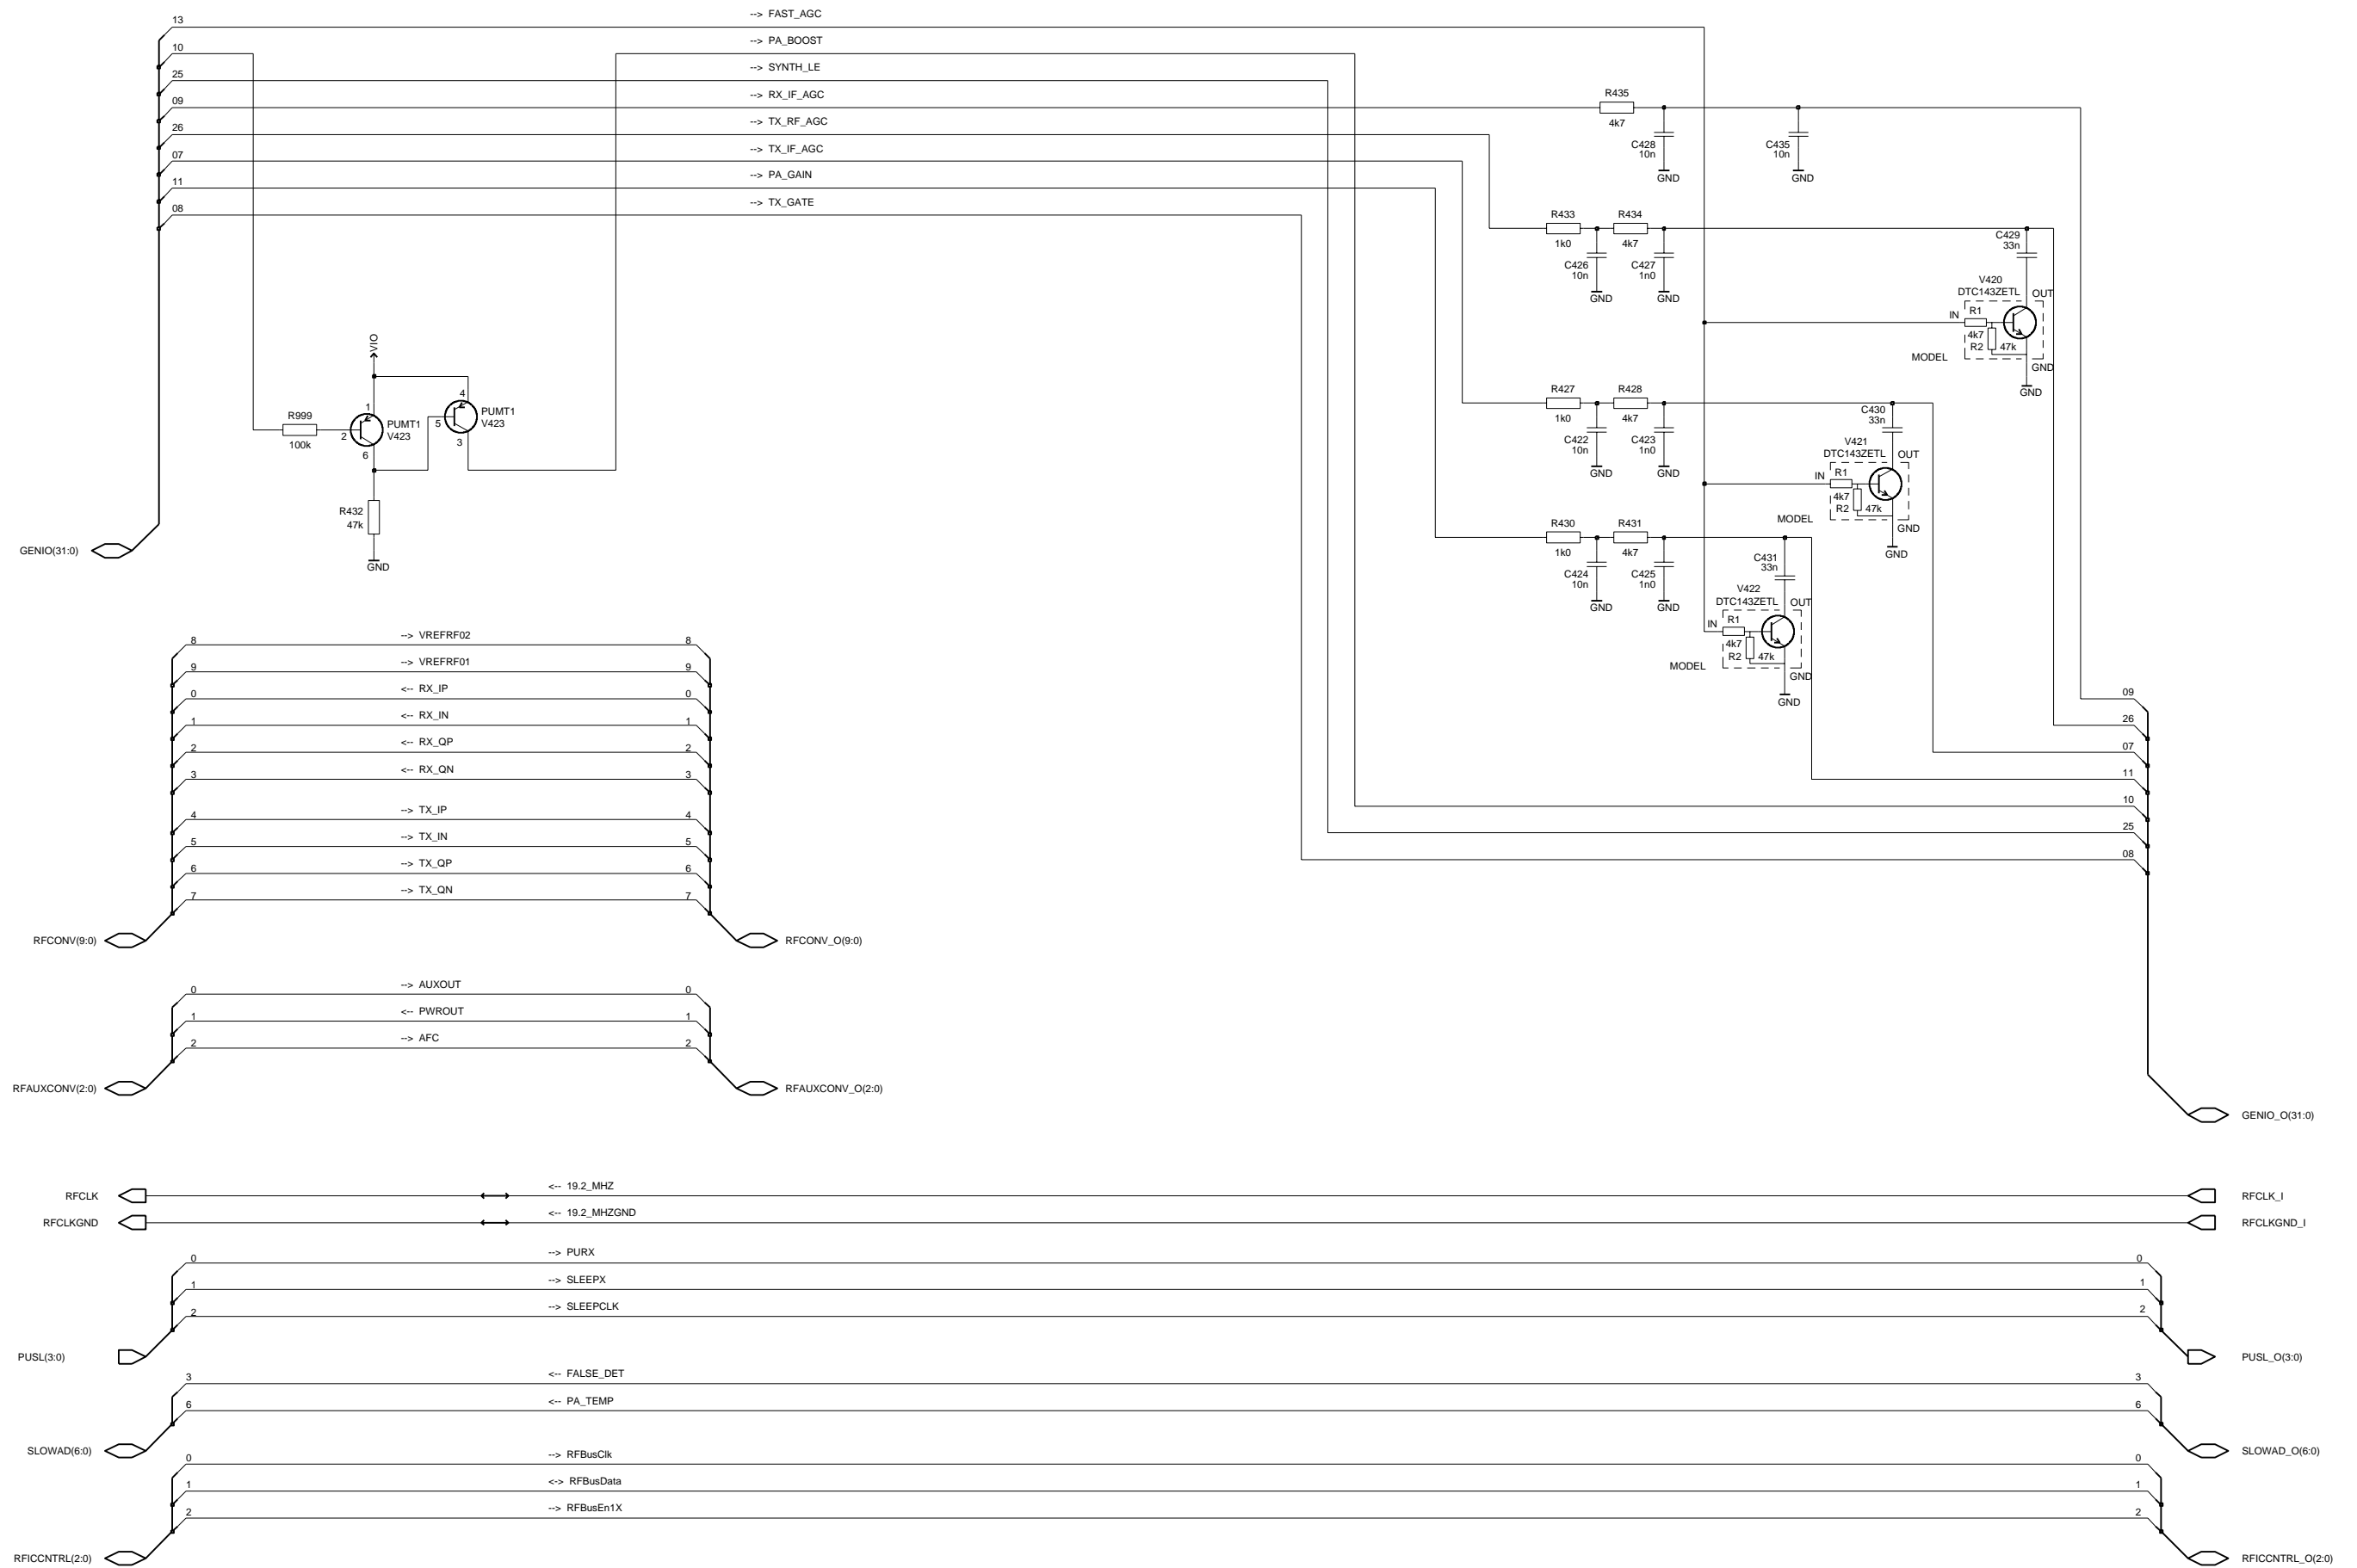 13
--> FAST_AGC
10
--> PA_BOOST
25
--> SYNTH_LE
09
--> RX_IF_AGC
26
--> TX_RF_AGC
07
--> TX_IF_AGC
11
--> PA_GAIN
08
--> TX_GATE
R435
4k7
C428
10n
GND
C435
10n
GND
R433
1k0
R434
4k7
C426
10n
GND
C427
1n0
GND
C429
33n
V420
DTC143ZETL
OUT
IN
R1
4k7
R2
47k
MODEL
GND
GND
VIO
R999
100k
1
2
6
PUMT1
V423
4
5
3
PUMT1
V423
R432
47k
GND
GENIO(31:0)
R427
1k0
R428
4k7
C422
10n
GND
C423
1n0
GND
C430
33n
V421
DTC143ZETL
OUT
IN
R1
4k7
R2
47k
MODEL
GND
GND
R430
1k0
R431
4k7
C424
10n
GND
C425
1n0
GND
C431
33n
V422
DTC143ZETL
OUT
IN
R1
4k7
R2
47k
MODEL
GND
GND
09
26
07
11
10
25
08
GENIO_O(31:0)
8 --> VREFRF02 8
9 --> VREFRF01 9
0 <-- RX_IP 0
1 <-- RX_IN 1
2 <-- RX_QP 2
3 <-- RX_QN 3
4 --> TX_IP 4
5 --> TX_IN 5
6 --> TX_QP 6
7 --> TX_QN 7
RFCONV(9:0)
RFCONV_O(9:0)
0 --> AUXOUT 0
1 <-- PWROUT 1
2 --> AFC 2
RFAUXCONV(2:0)
RFAUXCONV_O(2:0)
RFCLK <-- 19.2_MHZ RFCLK_I
RFCLKGND <-- 19.2_MHZGND RFCLKGND_I
0 --> PURX 0
1 --> SLEEPX 1
2 --> SLEEPCLK 2
PUSL(3:0)
PUSL_O(3:0)
3 <-- FALSE_DET 3
6 <-- PA_TEMP 6
SLOWAD(6:0)
SLOWAD_O(6:0)
0 --> RFBusClk 0
1 <-> RFBusData 1
2 --> RFBusEn1X 2
RFICCNTRL(2:0)
RFICCNTRL_O(2:0)